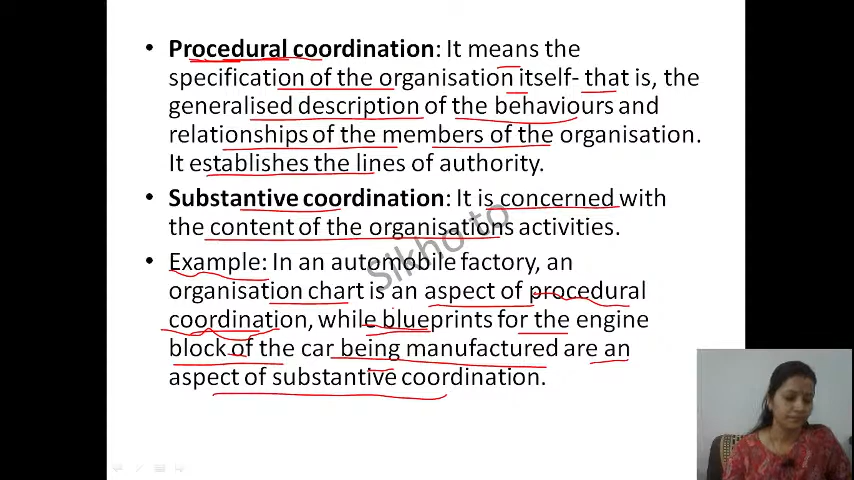 • Procedural coordination: It means the
specification of the organisation itself- that is, the
generalised description of the behaviours and
relationships of the members of the organisation.
It establishes the lines of authority.
• Substantive coordination: It is concerned with
the content of the organisations activities.
• Example: In an automobile factory, an
organisation chart is an aspect of procedural
coordination, while blueprints for the engine
block of the car being manufactured are an
aspect of substantive coordination.
Sikho to